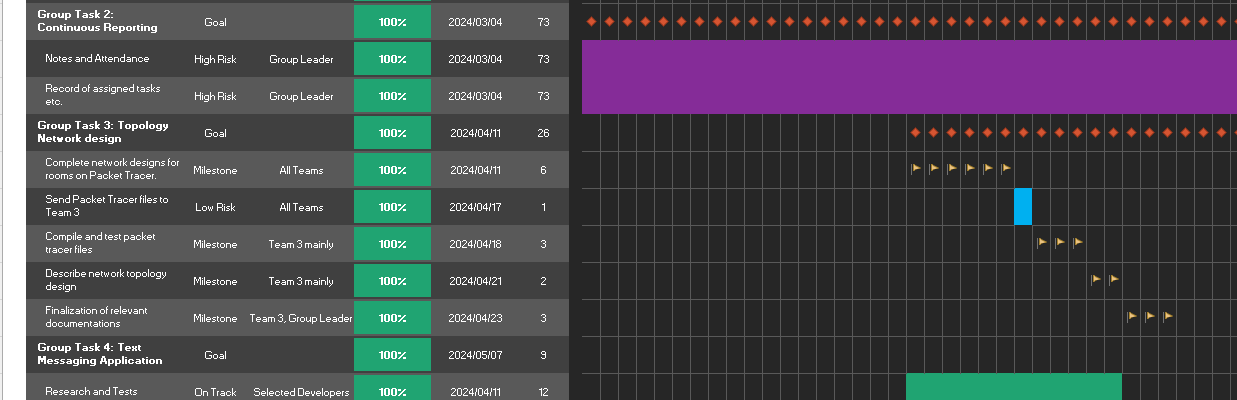 Group Task 2:
Continuous Reporting Goal 100% 2024/03/04 73
Notes and Attendance High Risk Group Leader 100% 2024/03/04 73
Record of assigned tasks
etc. High Risk Group Leader 100% 2024/03/04 73
Group Task 3: Topology
Network design Goal 100% 2024/04/11 26
Complete network designs for
rooms on Packet Tracer. Milestone All Teams 100% 2024/04/11 6
Send Packet Tracer files to
Team 3 Low Risk All Teams 100% 2024/04/17 1
Compile and test packet
tracer files Milestone Team 3 mainly 100% 2024/04/18 3
Describe network topology
design Milestone Team 3 mainly 100% 2024/04/21 2
Finalization of relevant
documentations Milestone Team 3, Group Leader 100% 2024/04/23 3
Group Task 4: Text
Messaging Application Goal 100% 2024/05/07 9
Research and Tests On Track Selected Developers 100% 2024/04/11 12